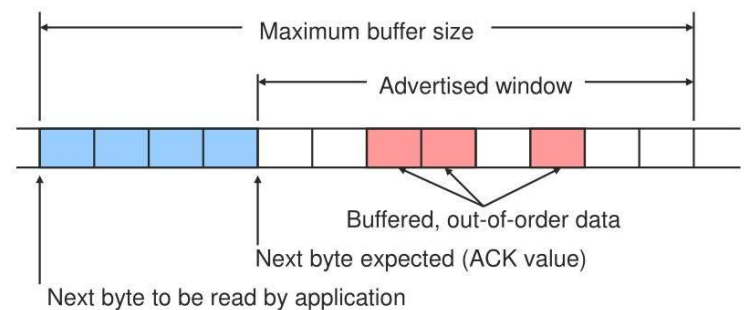 Maximum buffer size
Advertised window
Buffered, out-of-order data
Next byte expected (ACK value)
Next byte to be read by application